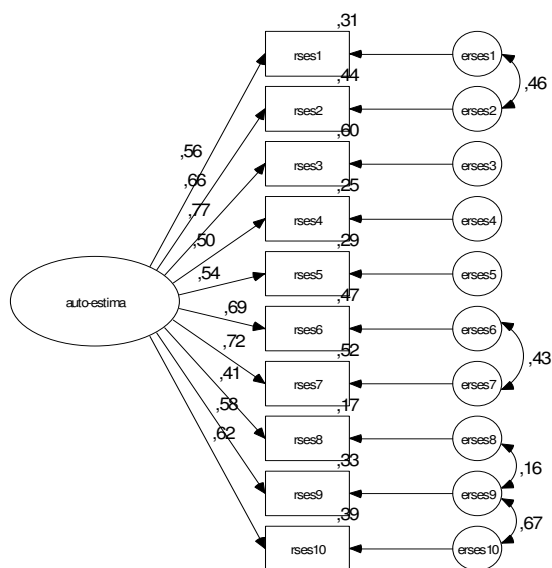 ,31
rses1
erses1
,44
,46
rses2
erses2
,60
,56
rses3
erses3
,66
,25
,77
rses4
erses4
,50
,29
,54
rses5
erses5
auto-estima
,47
,69
rses6
erses6
,72
,52
,43
,41
rses7
erses7
,58
,17
,62
rses8
erses8
,33
,16
rses9
erses9
,39
,67
rses10
erses10